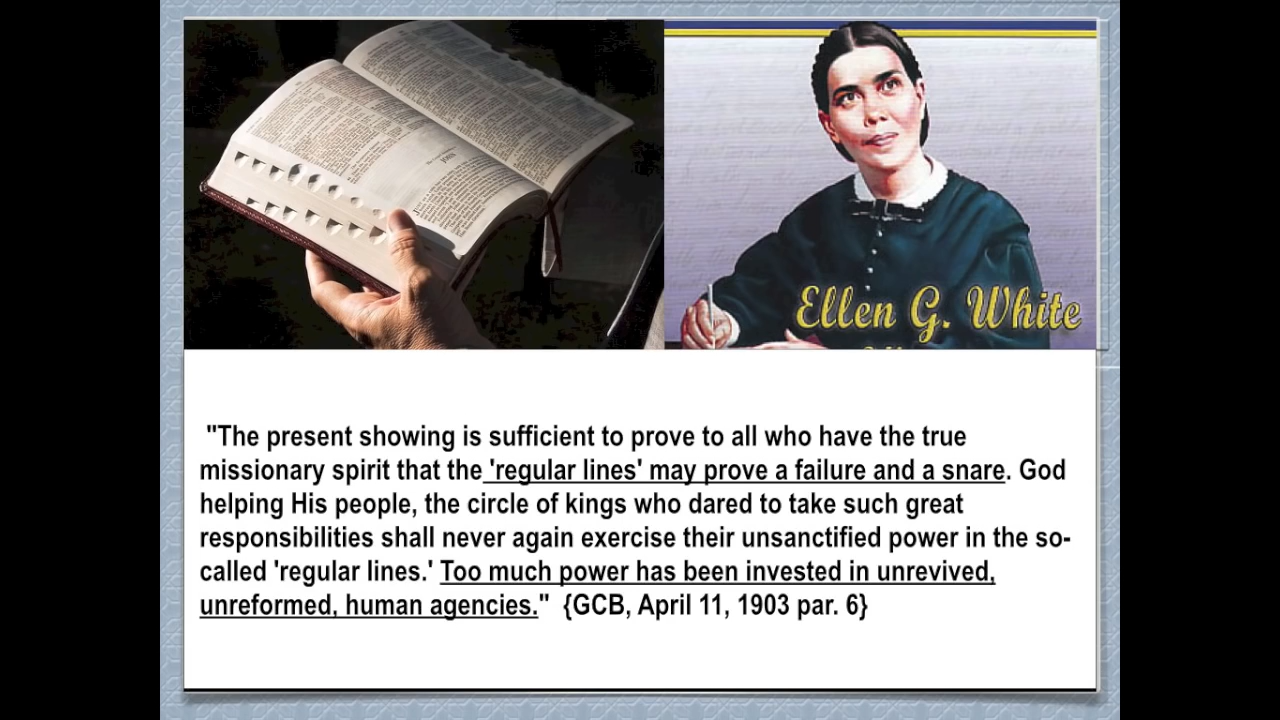 JOHN
Ellen G. White
"The present showing is sufficient to prove to all who have the true
missionary spirit that the 'regular lines' may prove a failure and a snare. God
helping His people, the circle of kings who dared to take such great
responsibilities shall never again exercise their unsanctified power in the so-
called 'regular lines.' Too much power has been invested in unrevived,
unreformed, human agencies." {GCB, April 11, 1903 par. 6}